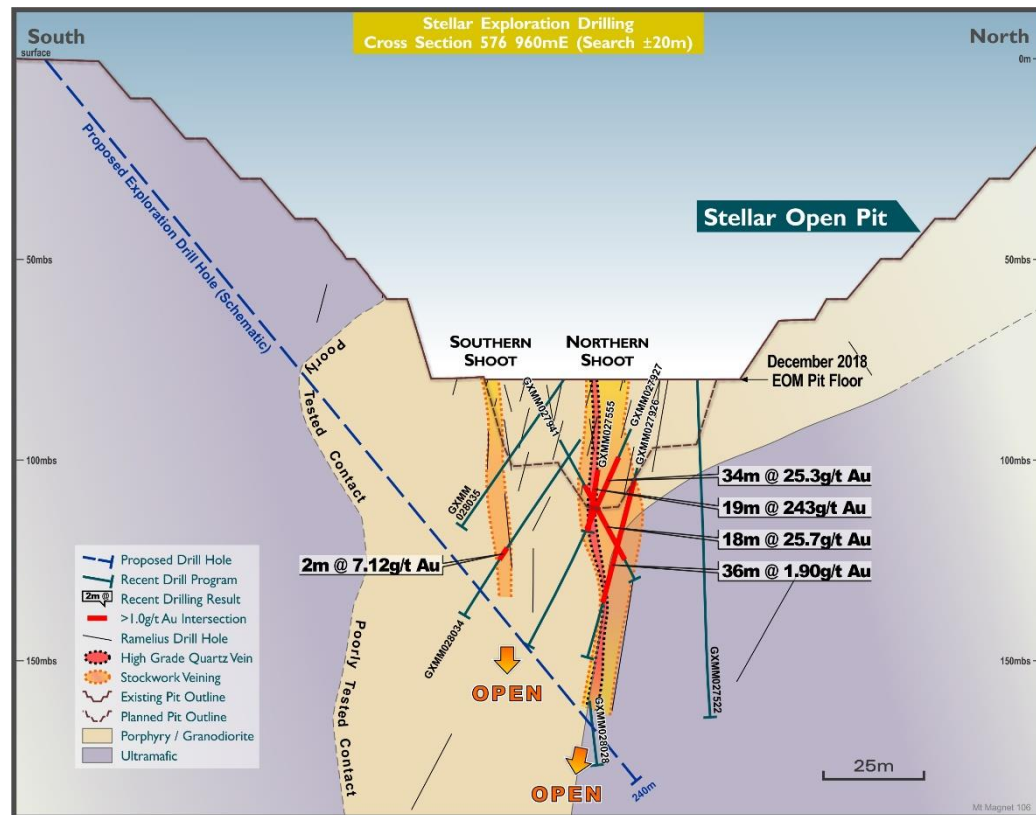 Stellar Exploration Drilling
Cross Section 576 960mE (Search ±20m)
South
North
surface
0m
Proposed Exploration Drill Hole (Schematic)
Stellar Open Pit
50mbs
50mbs
SOUTHERN
SHOOT
NORTHERN
SHOOT
December 2018
EOM Pit Floor
Poorly Tested Contact
GXMM027941
GXMM027555
GXMM027927
GXMM027926
100mbs
100mbs
GXMM
028035
34m @ 25.3g/t Au
19m @ 243g/t Au
18m @ 25.7g/t Au
36m @ 1.90g/t Au
2m @ 7.12g/t Au
GXMM028034
Proposed Drill Hole
Recent Drill Program
2m @
Recent Drilling Result
>1.0g/t Au Intersection
Ramelius Drill Hole
High Grade Quartz Vein
Stockwork Veining
Existing Pit Outline
Planned Pit Outline
Porphyry / Granodiorite
Ultramafic
Poorly Tested Contact
150mbs
150mbs
OPEN
GXMM027522
GXMM028028
OPEN
240m
25m
Mt Magnet 106